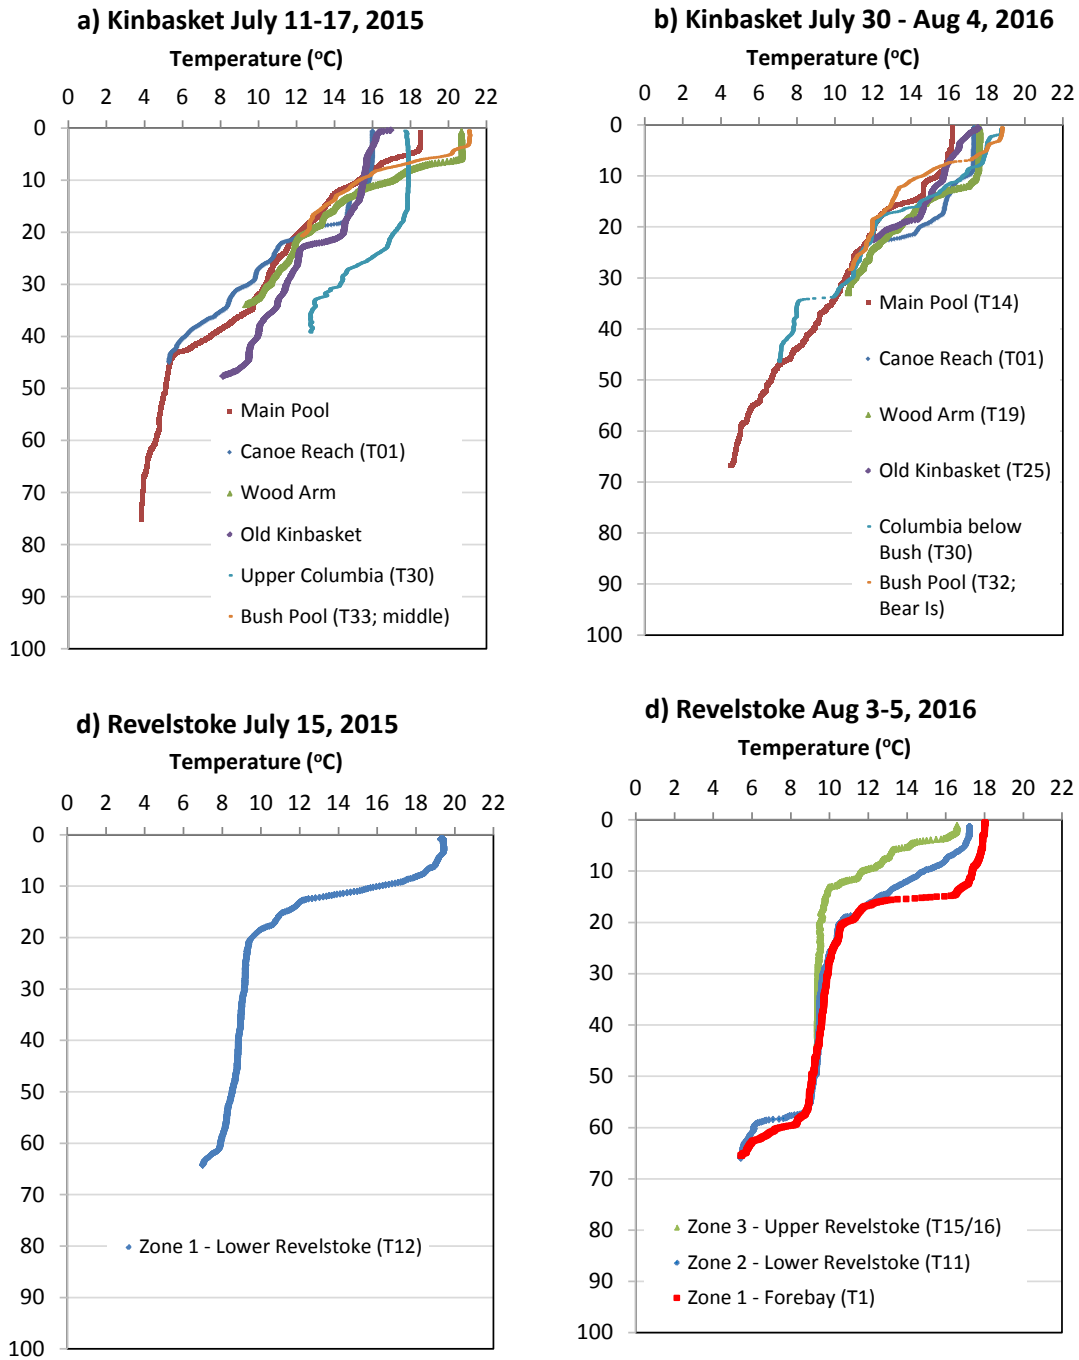 a) Kinbasket July 11-17, 2015
Temperature (°C)
0 2 4 6 8 10 12 14 16 18 20 22
0
10
20
30
40
50
60
70
80
90
100
Main Pool
Canoe Reach (T01)
Wood Arm
Old Kinbasket
Upper Columbia (T30)
Bush Pool (T33; middle)
b) Kinbasket July 30 - Aug 4, 2016
Temperature (°C)
0 2 4 6 8 10 12 14 16 18 20 22
0
10
20
30
40
50
60
70
80
90
100
Main Pool (T14)
Canoe Reach (T01)
Wood Arm (T19)
Old Kinbasket (T25)
Columbia below
Bush (T30)
Bush Pool (T32;
Bear Is)
d) Revelstoke July 15, 2015
Temperature (°C)
0 2 4 6 8 10 12 14 16 18 20 22
0
10
20
30
40
50
60
70
80
90
100
Zone 1 - Lower Revelstoke (T12)
d) Revelstoke Aug 3-5, 2016
Temperature (°C)
0 2 4 6 8 10 12 14 16 18 20 22
0
10
20
30
40
50
60
70
80
90
100
Zone 3 - Upper Revelstoke (T15/16)
Zone 2 - Lower Revelstoke (T11)
Zone 1 - Forebay (T1)